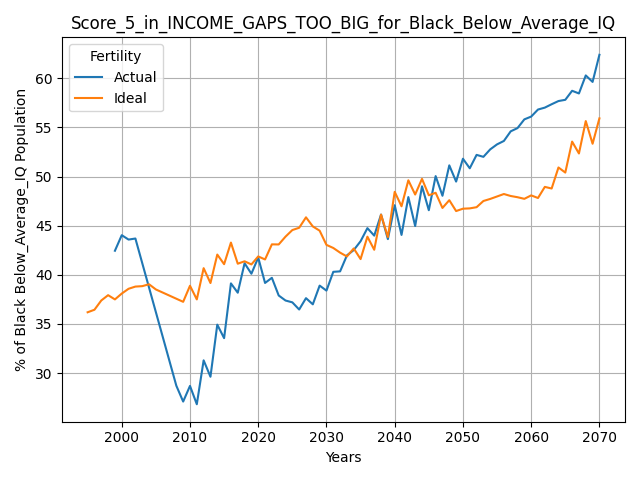 Score_5_in_INCOME_GAPS_TOO_BIG_for_Black_Below_Average_IQ
Fertility
Actual
Ideal
% of Black Below_Average_IQ Population
60
55
50
45
40
35
30
2000 2010 2020 2030 2040 2050 2060 2070
Years